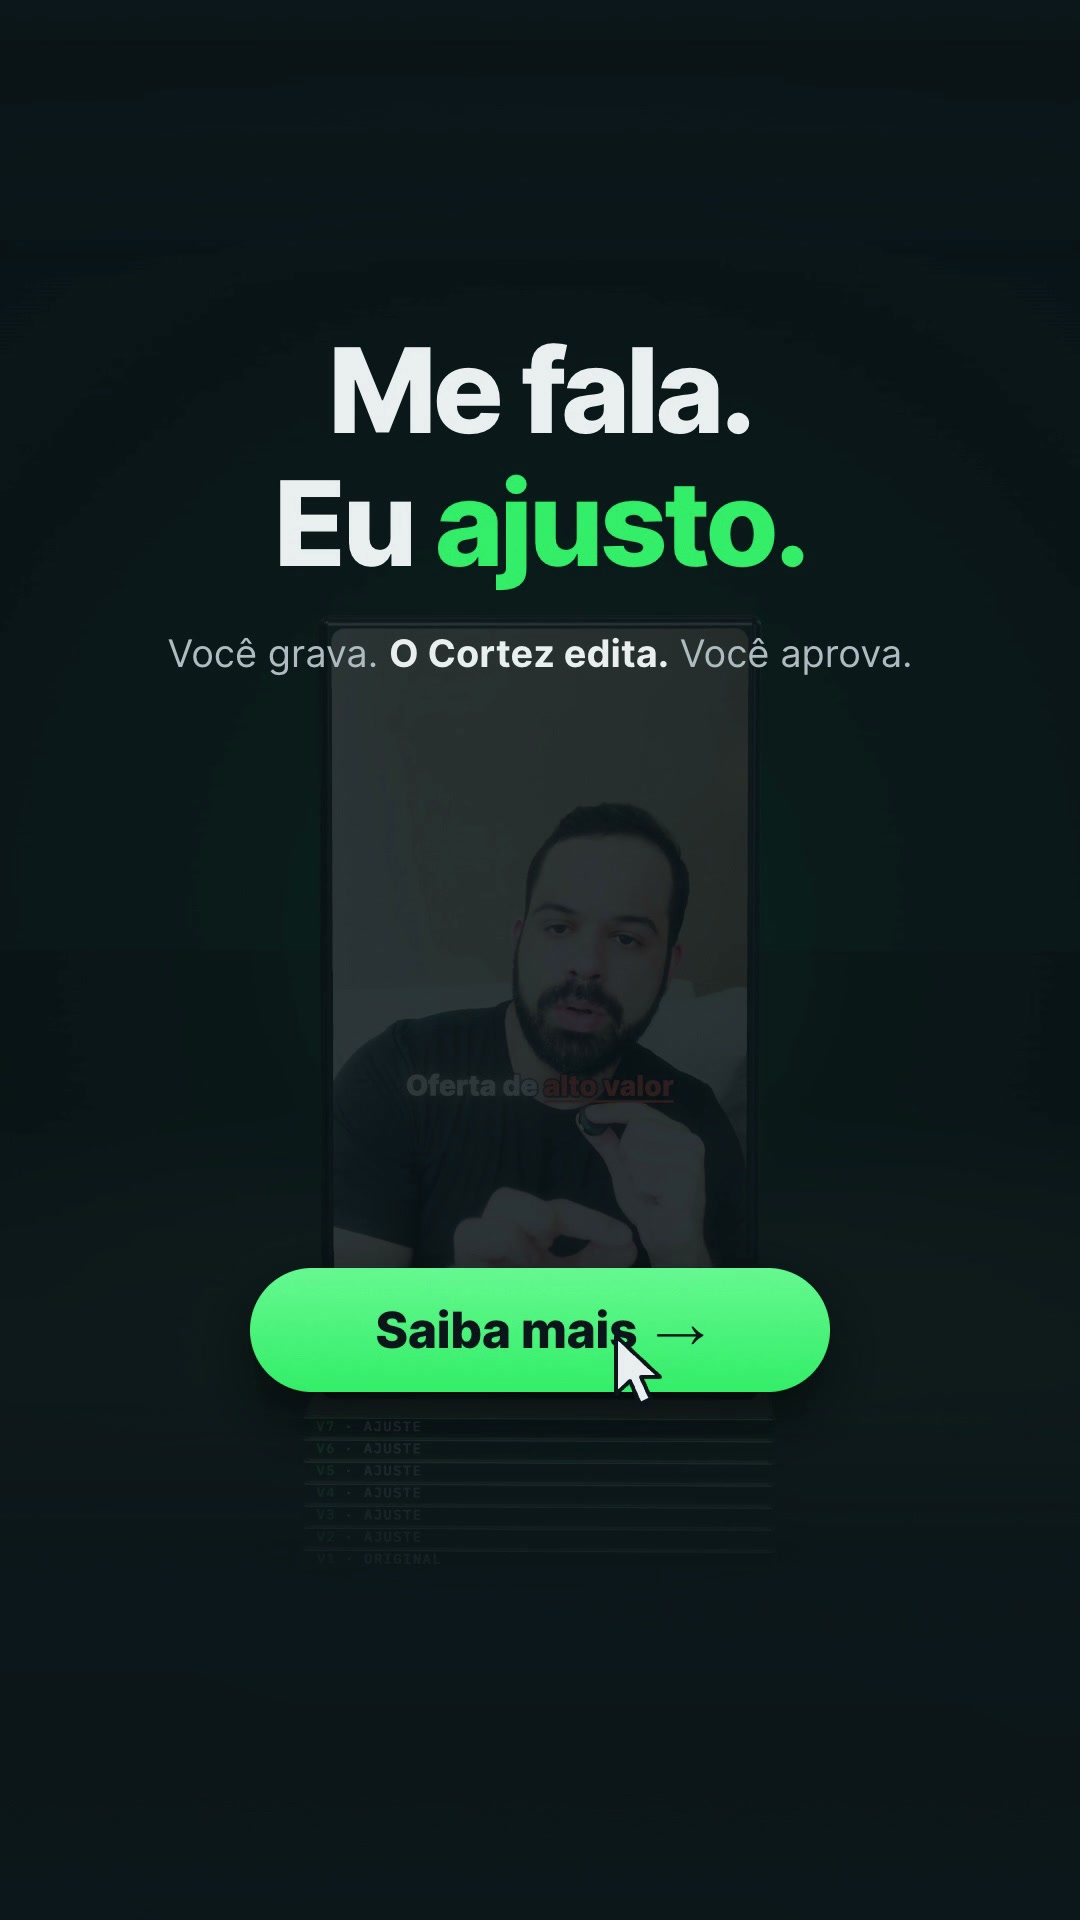 Me fala.
Eu ajusto.
Você grava. O Cortez edita. Você aprova.
Oferta de alto valor
Saiba mais →
V7 · AJUSTE
V6 · AJUSTE
V5 · AJUSTE
V4 · AJUSTE
V3 · AJUSTE
V2 · AJUSTE
V1 · ORIGINAL